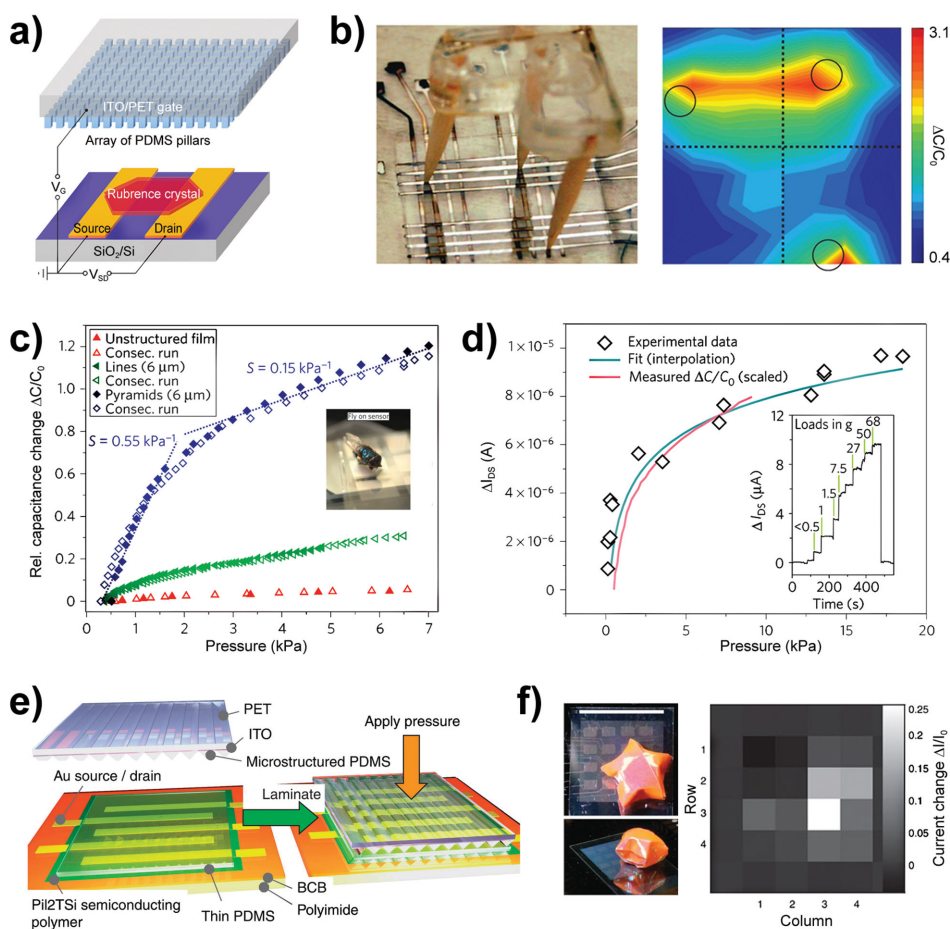 a)
ITO/PET gate
Array of PDMS pillars
V_G
Rubrence crystal
Source
Drain
SiO₂/Si
V_SD
b)
3.1
ΔC/C₀
0.4
c)
Rel. capacitance change ΔC/C₀
1.2
1.0
0.8
0.6
0.4
0.2
0
Unstructured film
Consec. run
Lines (6 μm)
Consec. run
Pyramids (6 μm)
Consec. run
S = 0.15 kPa⁻¹
S = 0.55 kPa⁻¹
Fly on sensor
0 1 2 3 4 5 6 7
Pressure (kPa)
d)
ΔI_DS (A)
1 × 10⁻⁵
8 × 10⁻⁶
6 × 10⁻⁶
4 × 10⁻⁶
2 × 10⁻⁶
0
Experimental data
Fit (interpolation)
Measured ΔC/C₀ (scaled)
Loads in g
<0.5
1
1.5
7.5
27
50
68
Δ I_DS (μA)
12
8
4
0
0 200 400
Time (s)
0 5 10 15 20
Pressure (kPa)
e)
PET
ITO
Microstructured PDMS
Au source / drain
Laminate
Apply pressure
PiI2TSi semiconducting
polymer
Thin PDMS
BCB
Polyimide
f)
Row
1
2
3
4
1 2 3 4
Column
0.25
0.2
0.15
0.1
0.05
0
Current change ΔI/I₀